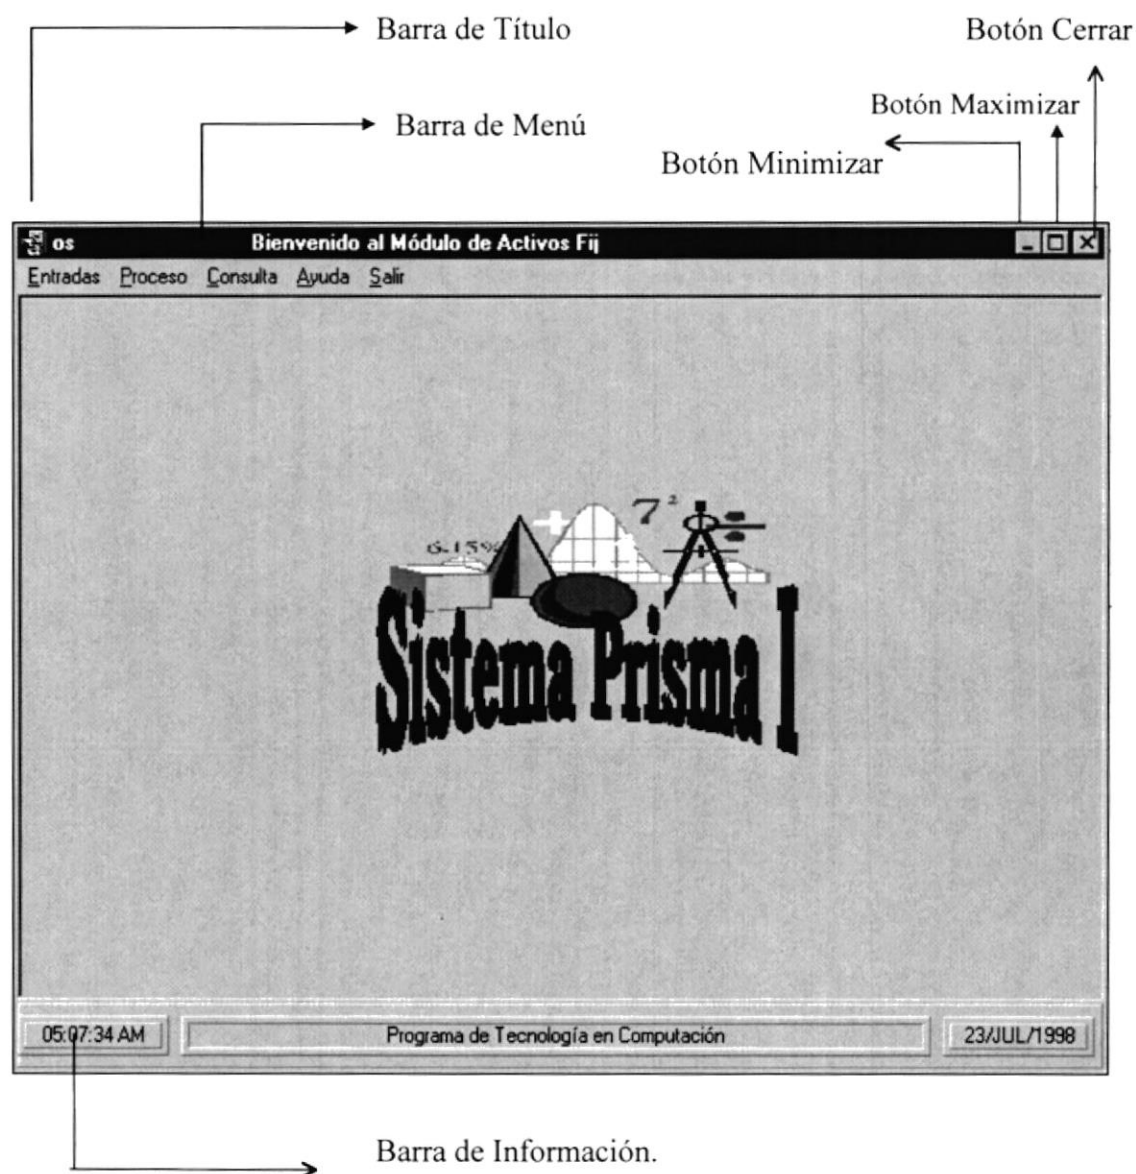 Barra de Título
Botón Cerrar
Botón Maximizar
Barra de Menú
Botón Minimizar
os Bienvenido al Módulo de Activos Fij
Entradas Proceso Consulta Ayuda Salir
6.15%
7²
Sistema Prisma I
05:07:34 AM Programa de Tecnología en Computación 23/JUL/1998
Barra de Información.